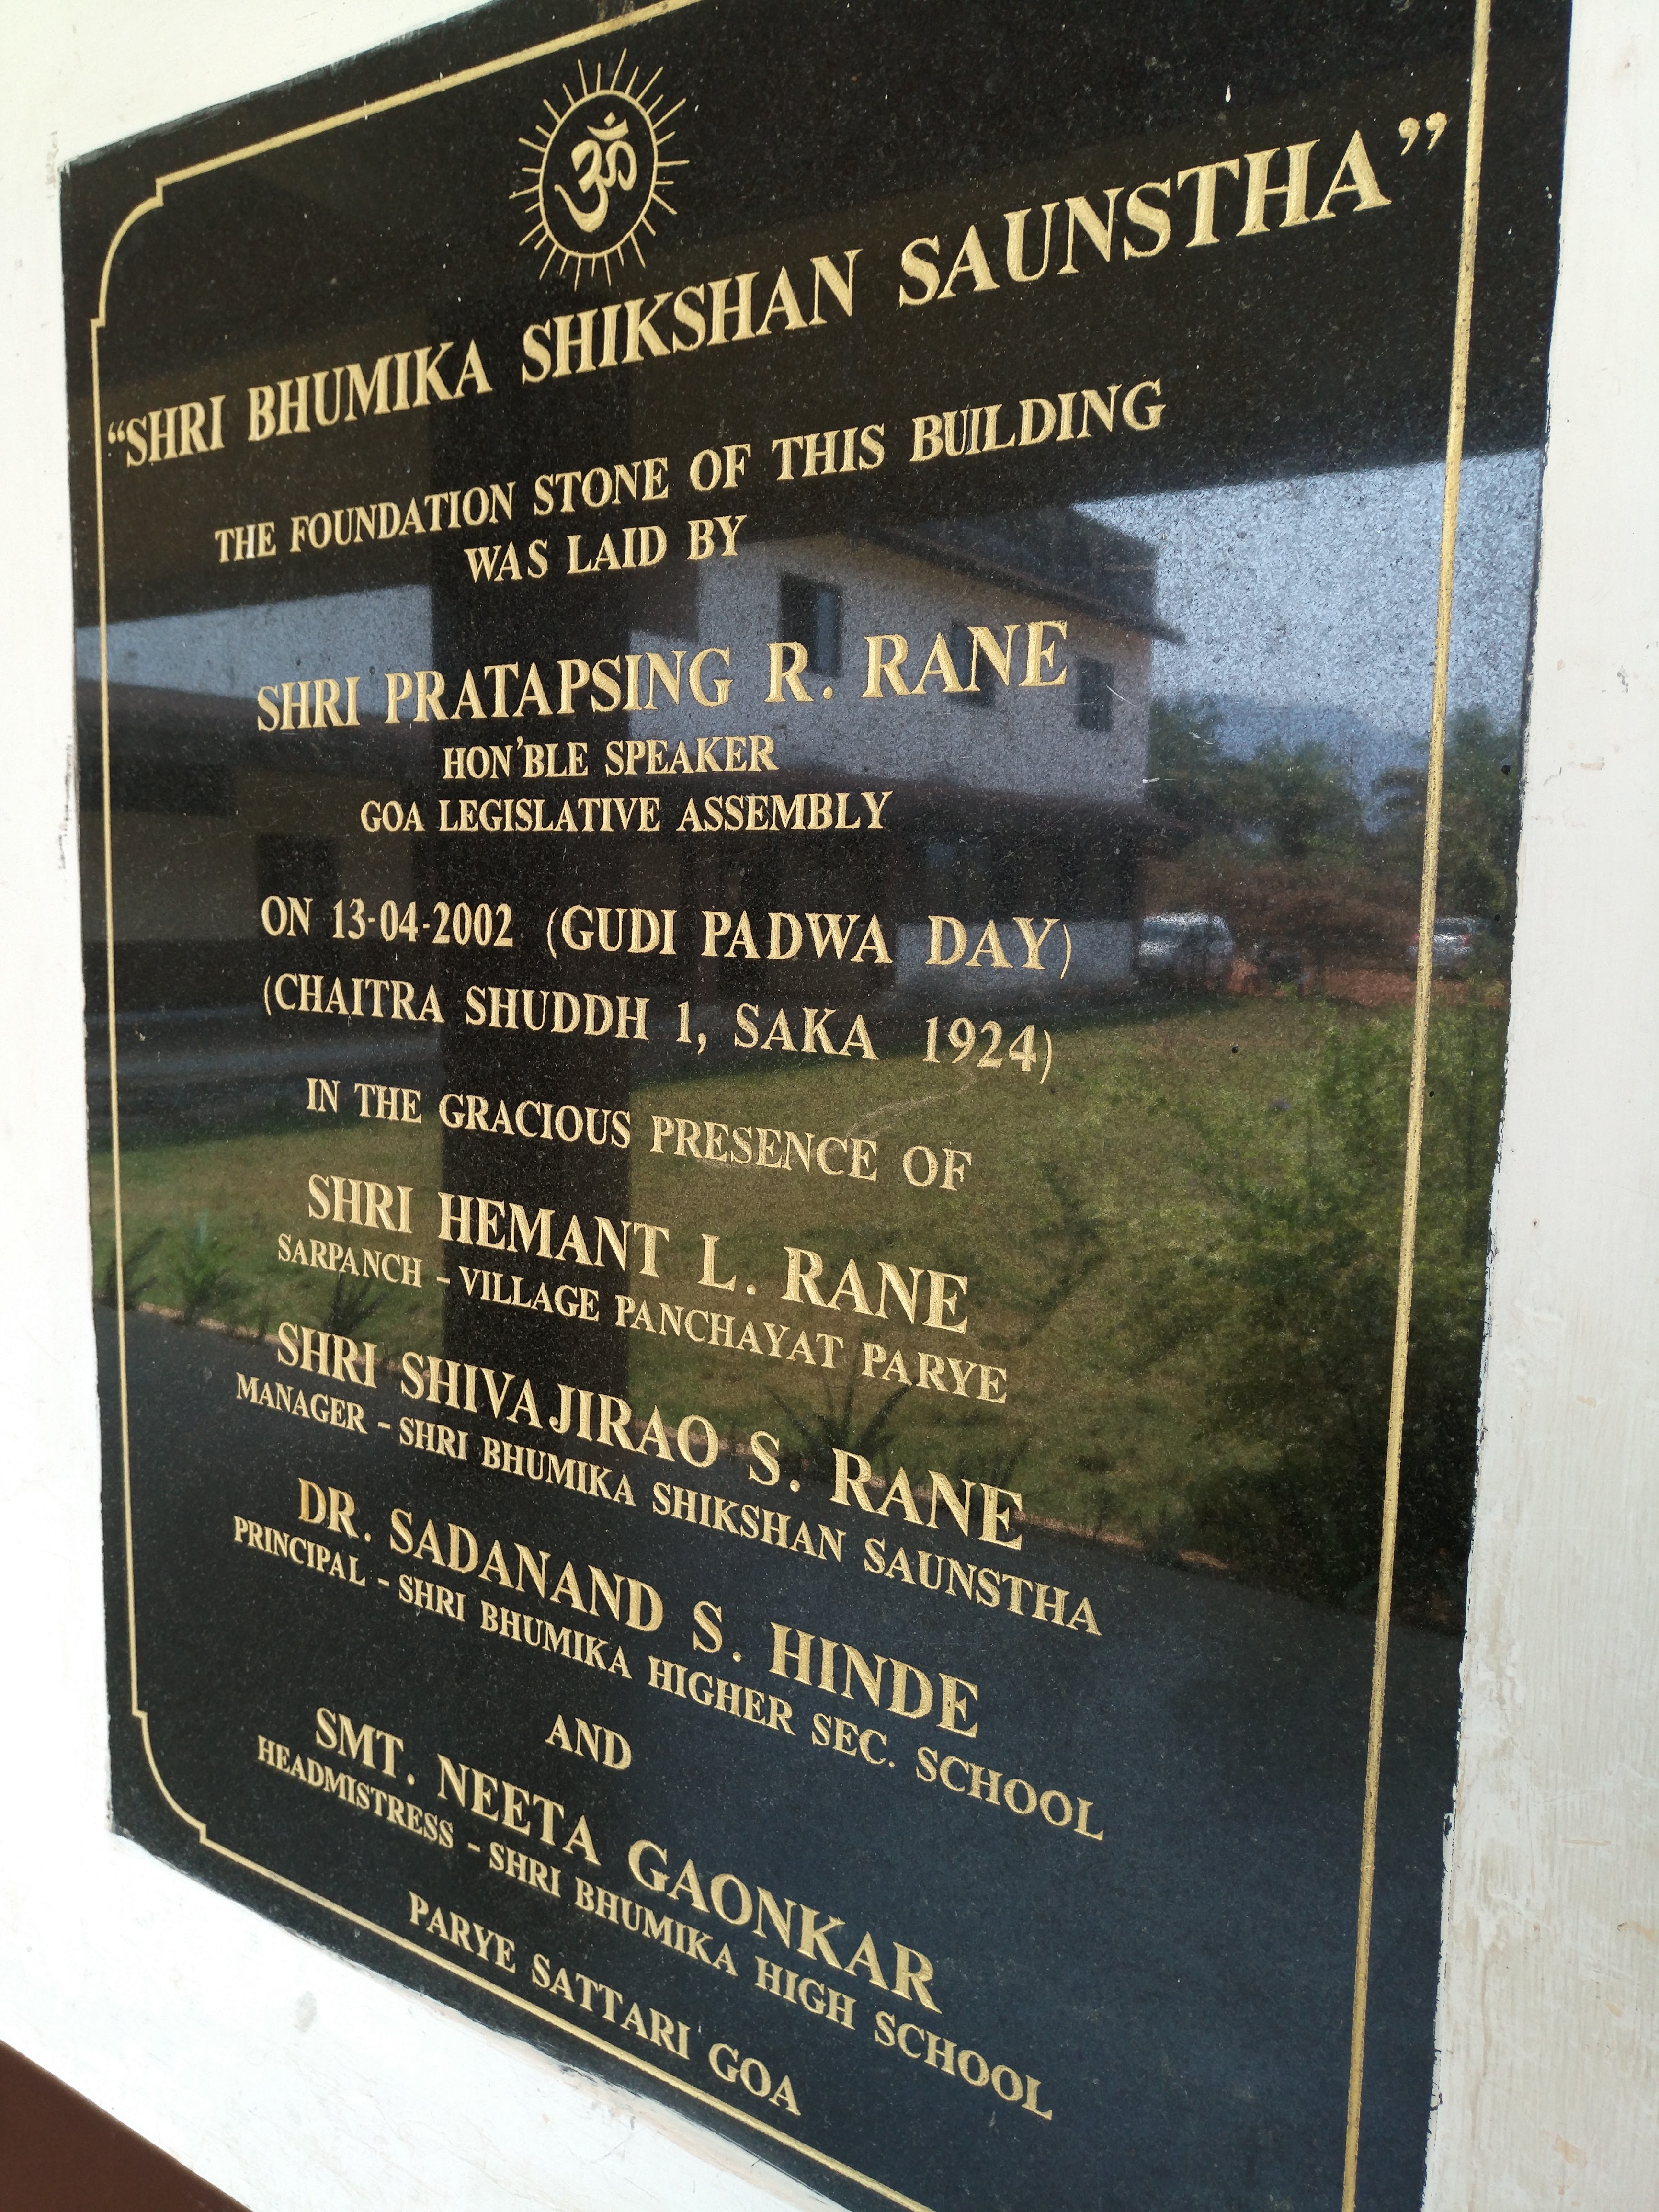 ॐ
“SHRI BHUMIKA SHIKSHAN SAUNSTHA”
THE FOUNDATION STONE OF THIS BUILDING
WAS LAID BY
SHRI PRATAPSING R. RANE
HON'BLE SPEAKER
GOA LEGISLATIVE ASSEMBLY
ON 13-04-2002 (GUDI PADWA DAY)
(CHAITRA SHUDDH 1, SAKA 1924)
IN THE GRACIOUS PRESENCE OF
SHRI HEMANT L. RANE
SARPANCH - VILLAGE PANCHAYAT PARYE
SHRI SHIVAJIRAO S. RANE
MANAGER - SHRI BHUMIKA SHIKSHAN SAUNSTHA
DR. SADANAND S. HINDE
PRINCIPAL - SHRI BHUMIKA HIGHER SEC. SCHOOL
AND
SMT. NEETA GAONKAR
HEADMISTRESS - SHRI BHUMIKA HIGH SCHOOL
PARYE SATTARI GOA